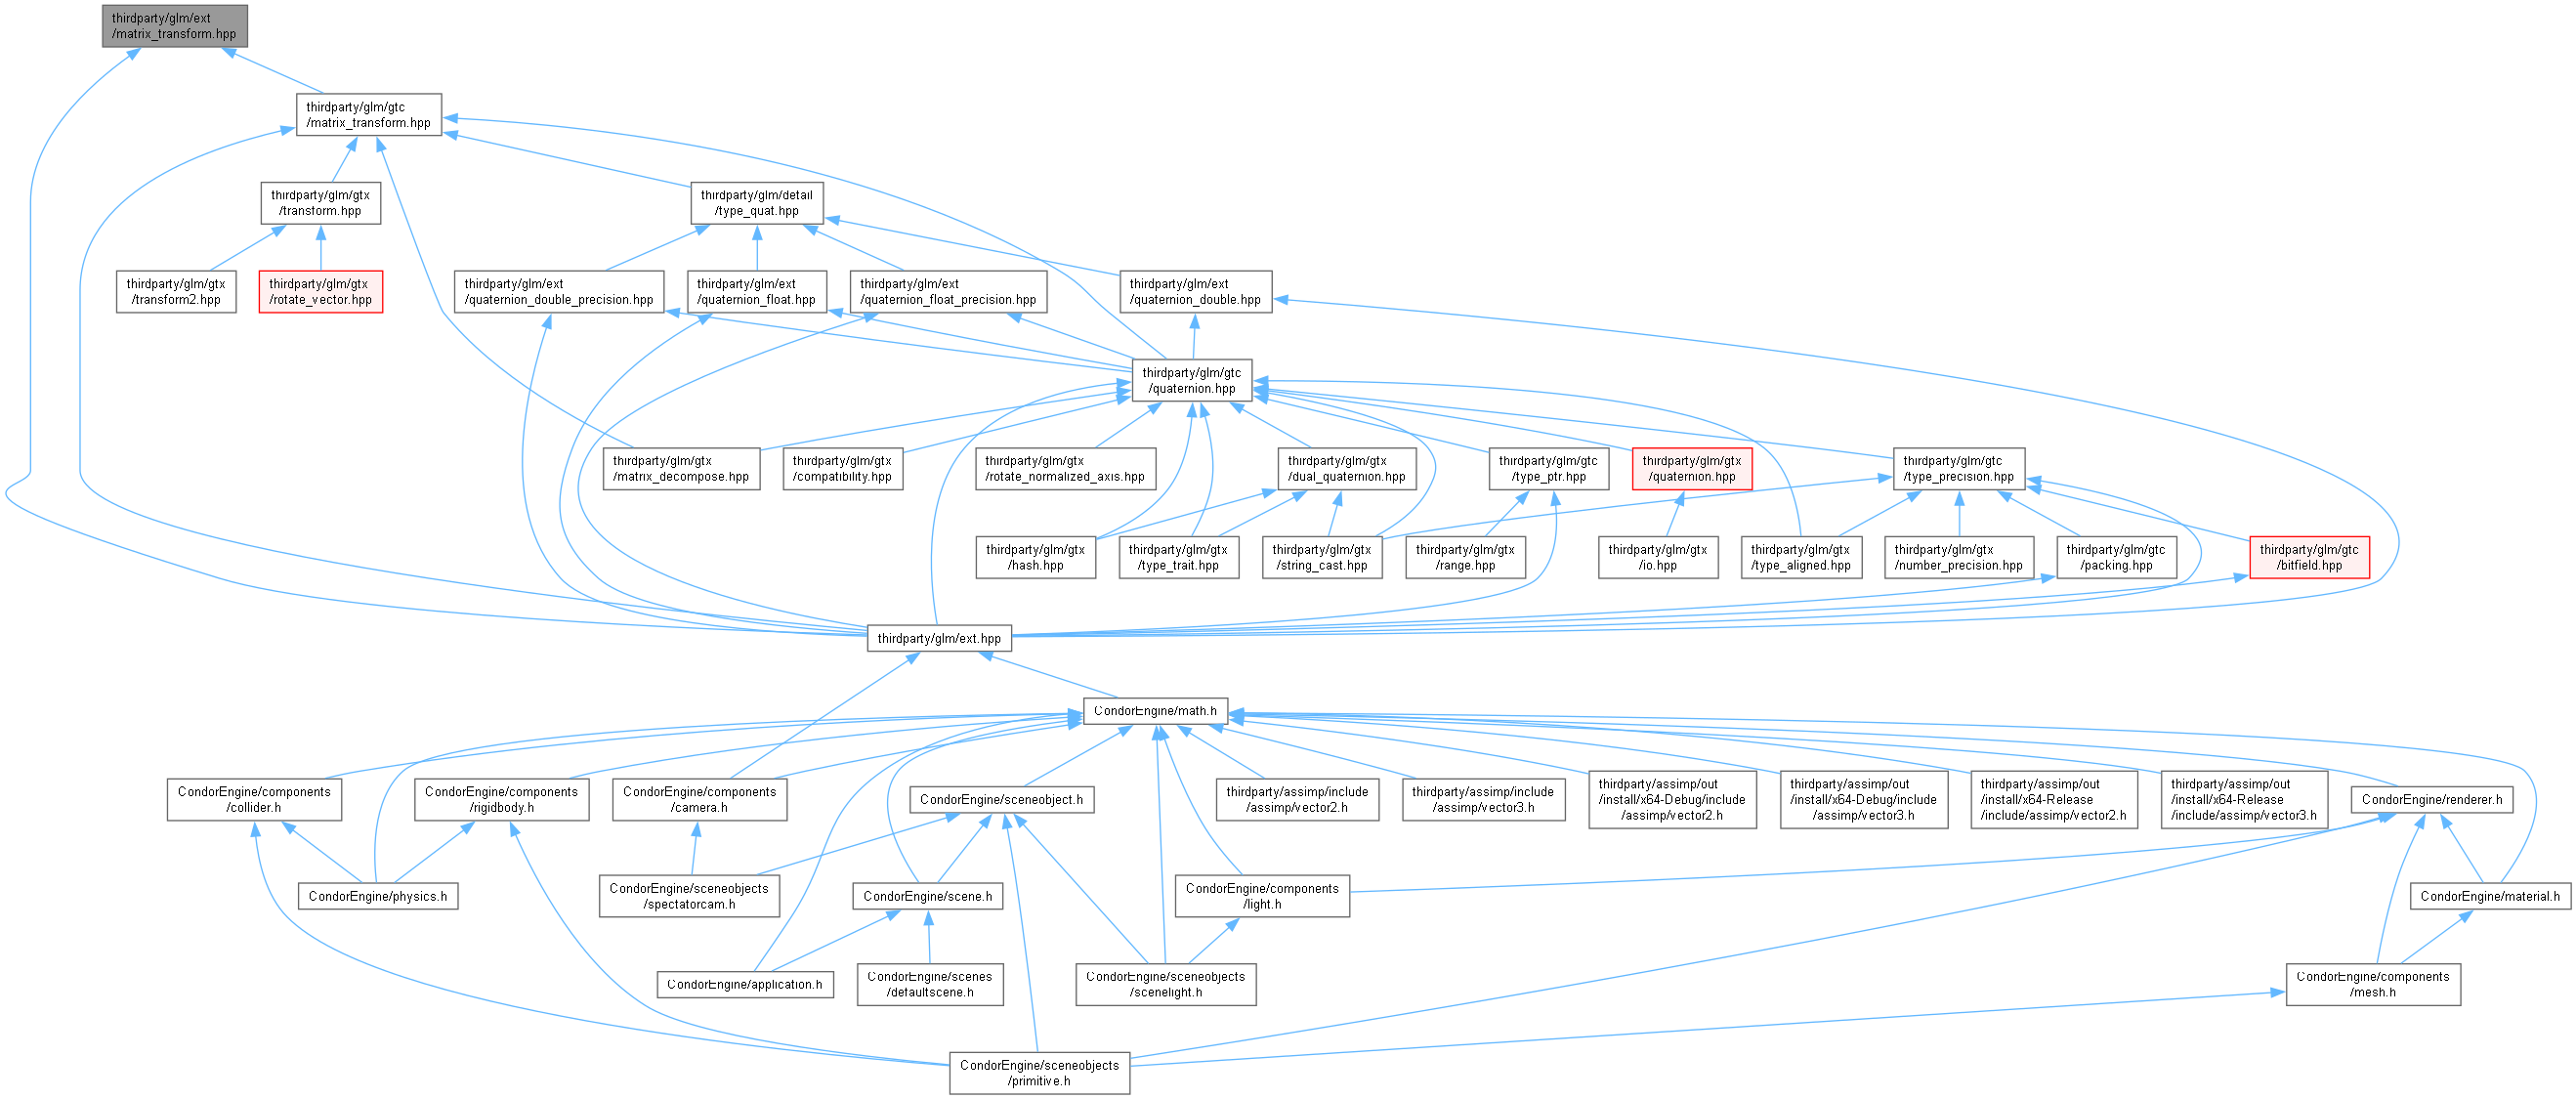 thirdparty/glm/ext
/matrix_transform.hpp
thirdparty/glm/gtc
/matrix_transform.hpp
thirdparty/glm/gtx
/transform.hpp
thirdparty/glm/detail
/type_quat.hpp
thirdparty/glm/gtx
/transform2.hpp
thirdparty/glm/gtx
/rotate_vector.hpp
thirdparty/glm/ext
/quaternion_double_precision.hpp
thirdparty/glm/ext
/quaternion_float.hpp
thirdparty/glm/ext
/quaternion_float_precision.hpp
thirdparty/glm/ext
/quaternion_double.hpp
thirdparty/glm/gtc
/quaternion.hpp
thirdparty/glm/gtx
/matrix_decompose.hpp
thirdparty/glm/gtx
/compatibility.hpp
thirdparty/glm/gtx
/rotate_normalized_axis.hpp
thirdparty/glm/gtx
/dual_quaternion.hpp
thirdparty/glm/gtc
/type_ptr.hpp
thirdparty/glm/gtx
/quaternion.hpp
thirdparty/glm/gtc
/type_precision.hpp
thirdparty/glm/gtx
/hash.hpp
thirdparty/glm/gtx
/type_trait.hpp
thirdparty/glm/gtx
/string_cast.hpp
thirdparty/glm/gtx
/range.hpp
thirdparty/glm/gtx
/io.hpp
thirdparty/glm/gtx
/type_aligned.hpp
thirdparty/glm/gtx
/number_precision.hpp
thirdparty/glm/gtc
/packing.hpp
thirdparty/glm/gtc
/bitfield.hpp
thirdparty/glm/ext.hpp
CondorEngine/math.h
CondorEngine/components
/collider.h
CondorEngine/components
/rigidbody.h
CondorEngine/components
/camera.h
CondorEngine/sceneobject.h
thirdparty/assimp/include
/assimp/vector2.h
thirdparty/assimp/include
/assimp/vector3.h
thirdparty/assimp/out
/install/x64-Debug/include
/assimp/vector2.h
thirdparty/assimp/out
/install/x64-Debug/include
/assimp/vector3.h
thirdparty/assimp/out
/install/x64-Release
/include/assimp/vector2.h
thirdparty/assimp/out
/install/x64-Release
/include/assimp/vector3.h
CondorEngine/renderer.h
CondorEngine/physics.h
CondorEngine/sceneobjects
/spectatorcam.h
CondorEngine/scene.h
CondorEngine/components
/light.h
CondorEngine/material.h
CondorEngine/application.h
CondorEngine/scenes
/defaultscene.h
CondorEngine/sceneobjects
/scenelight.h
CondorEngine/components
/mesh.h
CondorEngine/sceneobjects
/primitive.h